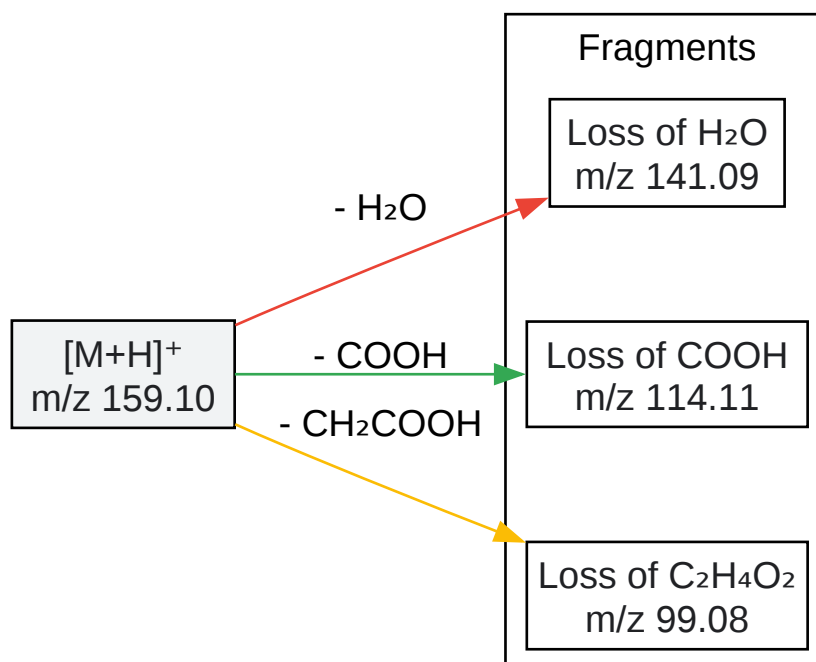 Fragments
Loss of H₂O
m/z 141.09
- H₂O
[M+H]⁺
m/z 159.10
- COOH
Loss of COOH
m/z 114.11
- CH₂COOH
Loss of C₂H₄O₂
m/z 99.08